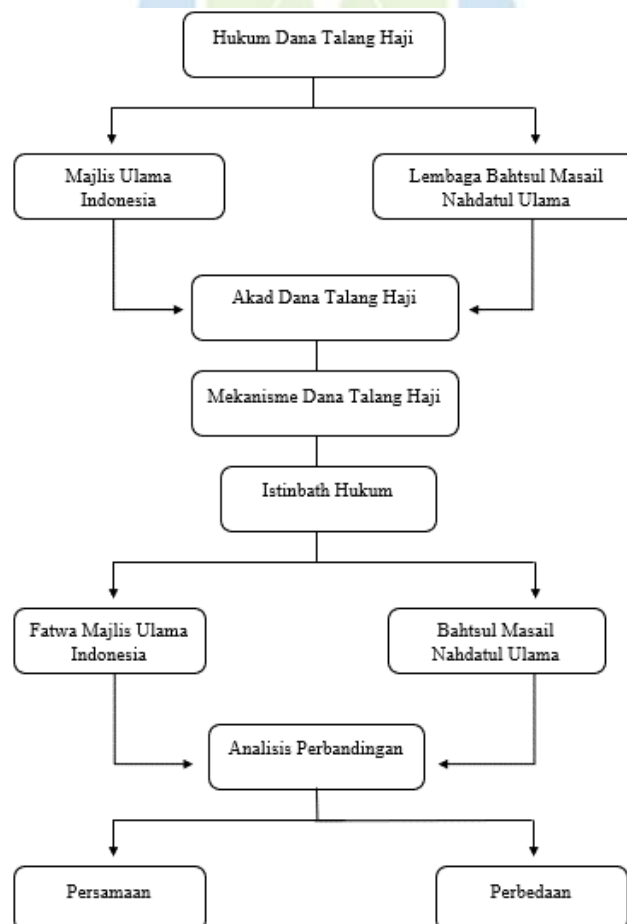 Hukum Dana Talang Haji
Majlis Ulama
Indonesia
Lembaga Bahtsul Masail
Nahdatul Ulama
Akad Dana Talang Haji
Mekanisme Dana Talang Haji
Istinbath Hukum
Fatwa Majlis Ulama
Indonesia
Bahtsul Masail
Nahdatul Ulama
Analisis Perbandingan
Persamaan
Perbedaan